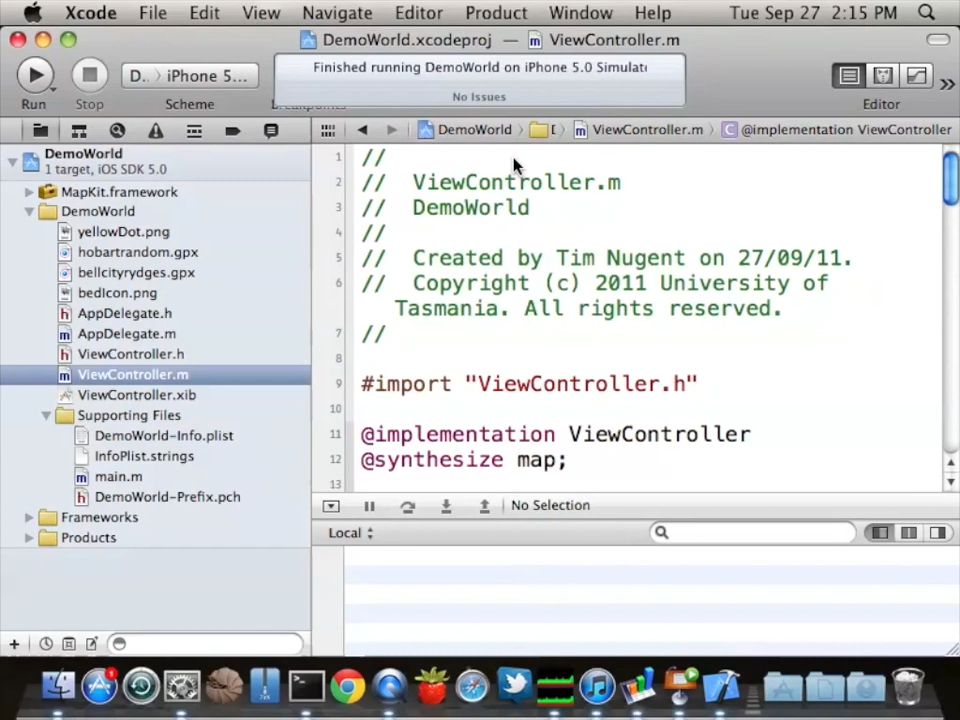 Xcode File Edit View Navigate Editor Product Window Help Tue Sep 27 2:15 PM
DemoWorld.xcodeproj — ViewController.m
D... iPhone 5...
Finished running DemoWorld on iPhone 5.0 Simulat
No Issues
Run Stop Scheme Editor
DemoWorld ViewController.m @implementation ViewController
DemoWorld
1 target, iOS SDK 5.0
MapKit.framework
DemoWorld
yellowDot.png
hobartrandom.gpx
bellcityrydges.gpx
bedIcon.png
AppDelegate.h
AppDelegate.m
ViewController.h
ViewController.m
ViewController.xib
Supporting Files
DemoWorld-Info.plist
InfoPlist.strings
main.m
DemoWorld-Prefix.pch
Frameworks
Products
1 //
2 // ViewController.m
3 // DemoWorld
4 //
5 // Created by Tim Nugent on 27/09/11.
6 // Copyright (c) 2011 University of
Tasmania. All rights reserved.
7 //
8
9 #import "ViewController.h"
10
11 @implementation ViewController
12 @synthesize map;
13
No Selection
Local